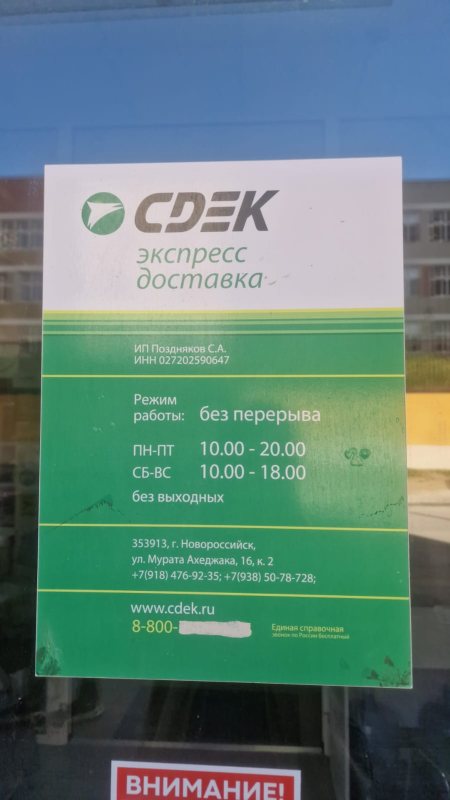 CDEK
экспресс
доставка
ИП Поздняков С.А.
ИНН 027202590647
Режим
работы: без перерыва
ПН-ПТ 10.00 - 20.00
СБ-ВС 10.00 - 18.00
без выходных
353913, г. Новороссийск,
ул. Мурата Ахеджака, 16, к. 2
+7(918) 476-92-35; +7(938) 50-78-728;
www.cdek.ru
8-800-
Единая справочная
звонок по России бесплатный
ВНИМАНИЕ!